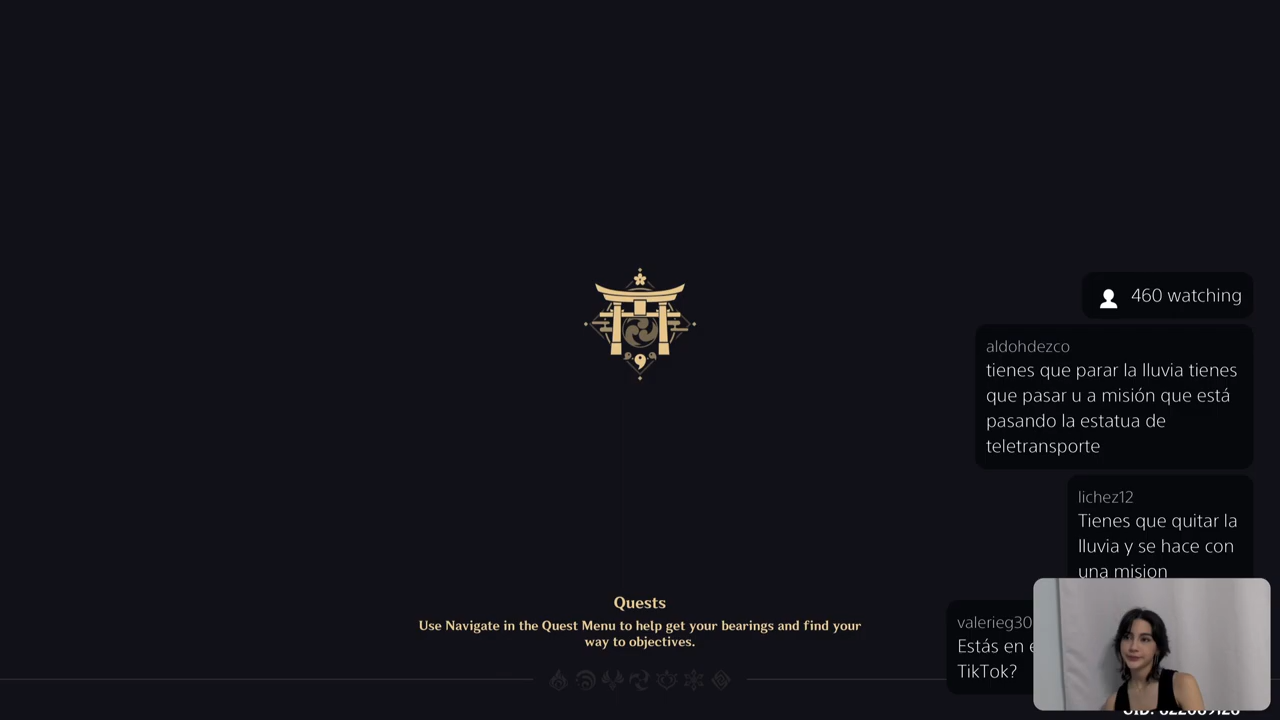 460 watching
aldohdezco
tienes que parar la lluvia tienes
que pasar u a misión que está
pasando la estatua de
teletransporte
lichez12
Tienes que quitar la
lluvia y se hace con
una mision
valerieg30
Estás en
TikTok?
Quests
Use Navigate in the Quest Menu to help get your bearings and find your
way to objectives.